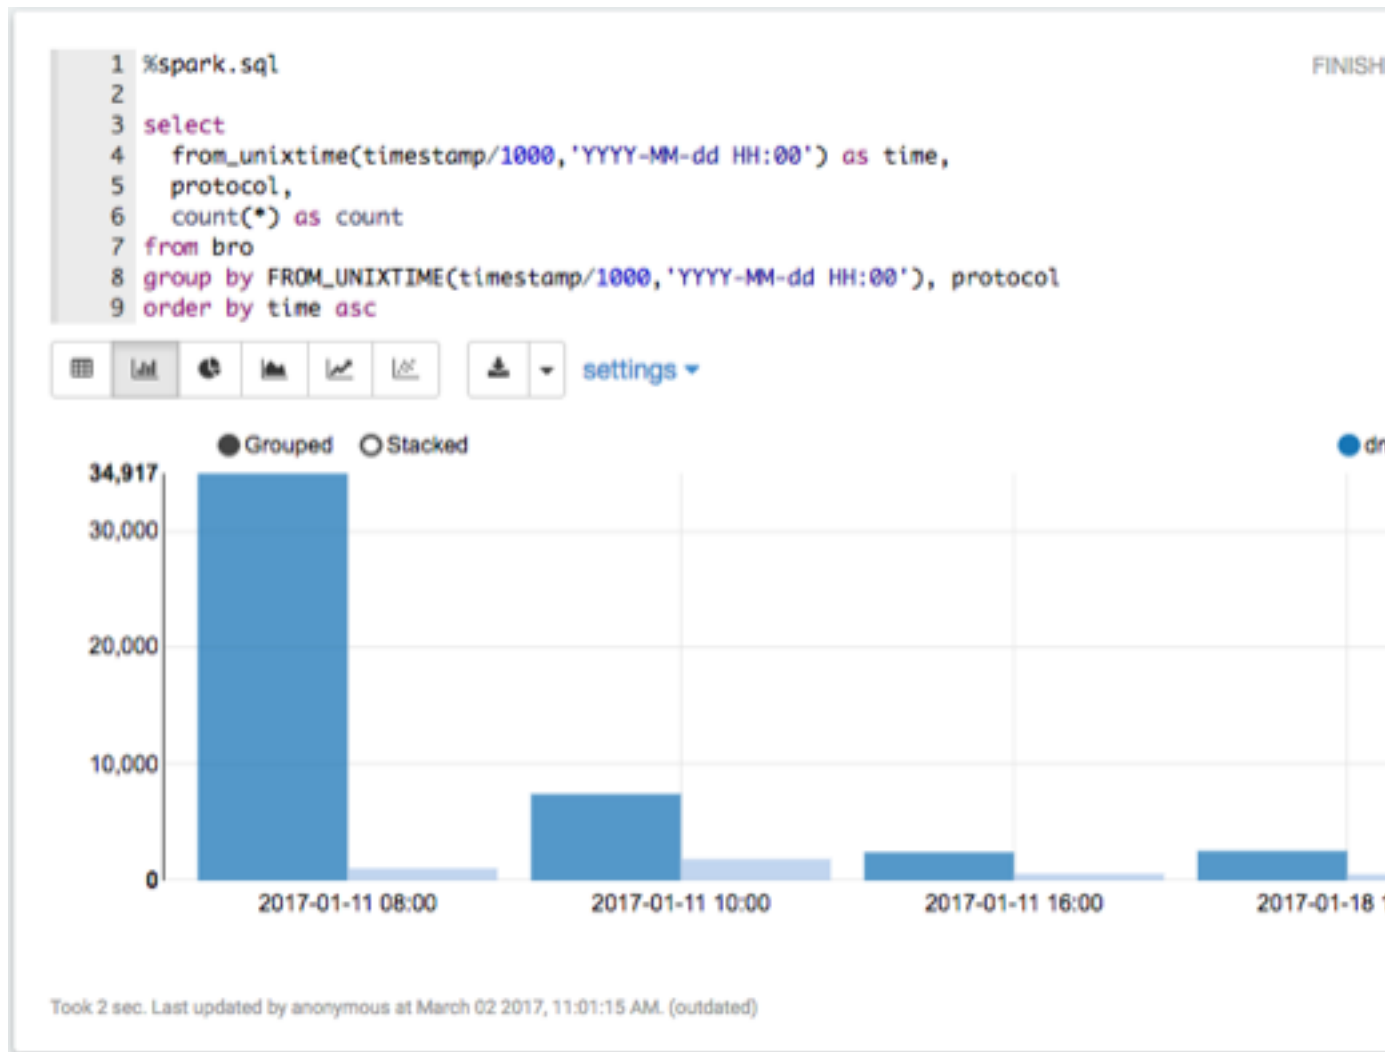 1 %spark.sql
FINISH
2
3 select
4 from_unixtime(timestamp/1000,'YYYY-MM-dd HH:00') as time,
5 protocol,
6 count(*) as count
7 from bro
8 group by FROM_UNIXTIME(timestamp/1000,'YYYY-MM-dd HH:00'), protocol
9 order by time asc
settings
Grouped Stacked
34,917
30,000
20,000
10,000
0
2017-01-11 08:00 2017-01-11 10:00 2017-01-11 16:00 2017-01-18
Took 2 sec. Last updated by anonymous at March 02 2017, 11:01:15 AM. (outdated)